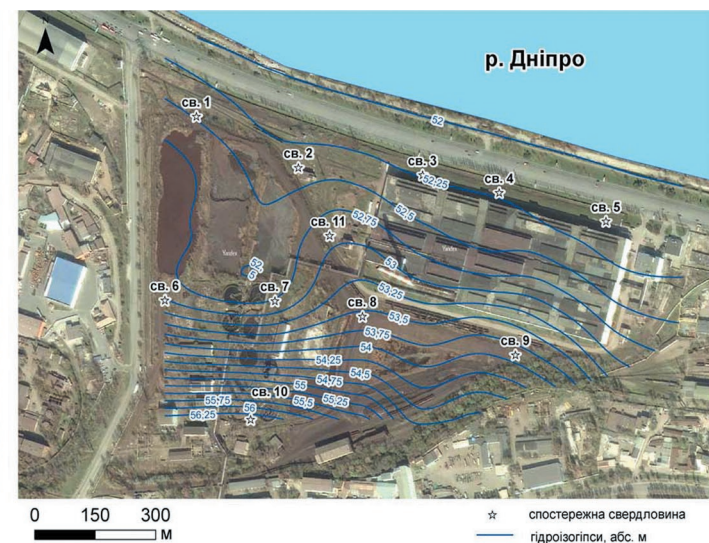 р. Дніпро
52
св. 1
св. 2
св. 3
52,25
св. 4
св. 5
52,5
52,75
св. 11
Yandex
Yandex
53
52,
5
53,25
св. 6
св. 7
св. 8
53,5
53,75
54
св. 9
54,25
54,5
55
54,75
св. 10
55,75
55,25
55,5
56
56,25
0 150 300
М
спостережна свердловина
гідроізогіпси, абс. м